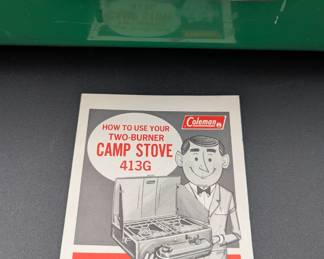 Coleman
HOW TO USE YOUR
TWO-BURNER
CAMP STOVE
413G